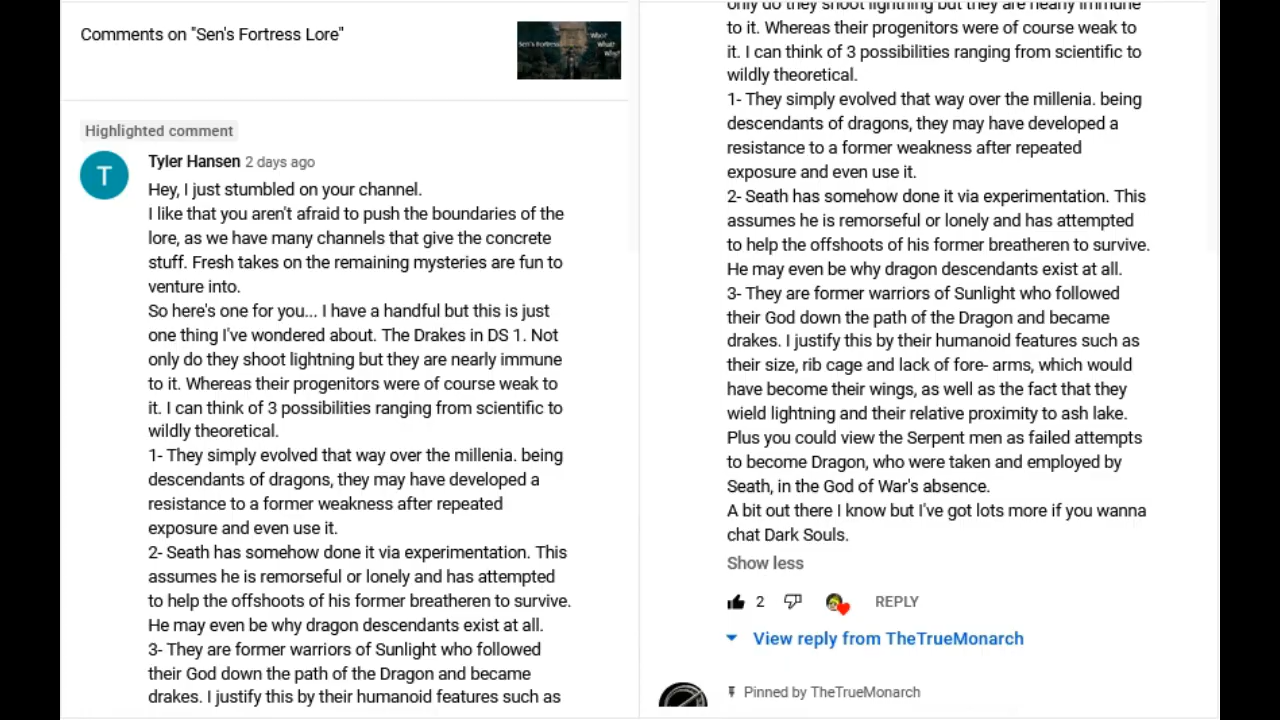 Comments on "Sen's Fortress Lore"
Sen's Fortress
Who?
What?
Why?
Highlighted comment
T
Tyler Hansen 2 days ago
Hey, I just stumbled on your channel.
I like that you aren't afraid to push the boundaries of the
lore, as we have many channels that give the concrete
stuff. Fresh takes on the remaining mysteries are fun to
venture into.
So here's one for you... I have a handful but this is just
one thing I've wondered about. The Drakes in DS 1. Not
only do they shoot lightning but they are nearly immune
to it. Whereas their progenitors were of course weak to
it. I can think of 3 possibilities ranging from scientific to
wildly theoretical.
1- They simply evolved that way over the millenia. being
descendants of dragons, they may have developed a
resistance to a former weakness after repeated
exposure and even use it.
2- Seath has somehow done it via experimentation. This
assumes he is remorseful or lonely and has attempted
to help the offshoots of his former breatheren to survive.
He may even be why dragon descendants exist at all.
3- They are former warriors of Sunlight who followed
their God down the path of the Dragon and became
drakes. I justify this by their humanoid features such as
only do they shoot lightning but they are nearly immune
to it. Whereas their progenitors were of course weak to
it. I can think of 3 possibilities ranging from scientific to
wildly theoretical.
1- They simply evolved that way over the millenia. being
descendants of dragons, they may have developed a
resistance to a former weakness after repeated
exposure and even use it.
2- Seath has somehow done it via experimentation. This
assumes he is remorseful or lonely and has attempted
to help the offshoots of his former breatheren to survive.
He may even be why dragon descendants exist at all.
3- They are former warriors of Sunlight who followed
their God down the path of the Dragon and became
drakes. I justify this by their humanoid features such as
their size, rib cage and lack of fore- arms, which would
have become their wings, as well as the fact that they
wield lightning and their relative proximity to ash lake.
Plus you could view the Serpent men as failed attempts
to become Dragon, who were taken and employed by
Seath, in the God of War's absence.
A bit out there I know but I've got lots more if you wanna
chat Dark Souls.
Show less
2 REPLY
View reply from TheTrueMonarch
Pinned by TheTrueMonarch